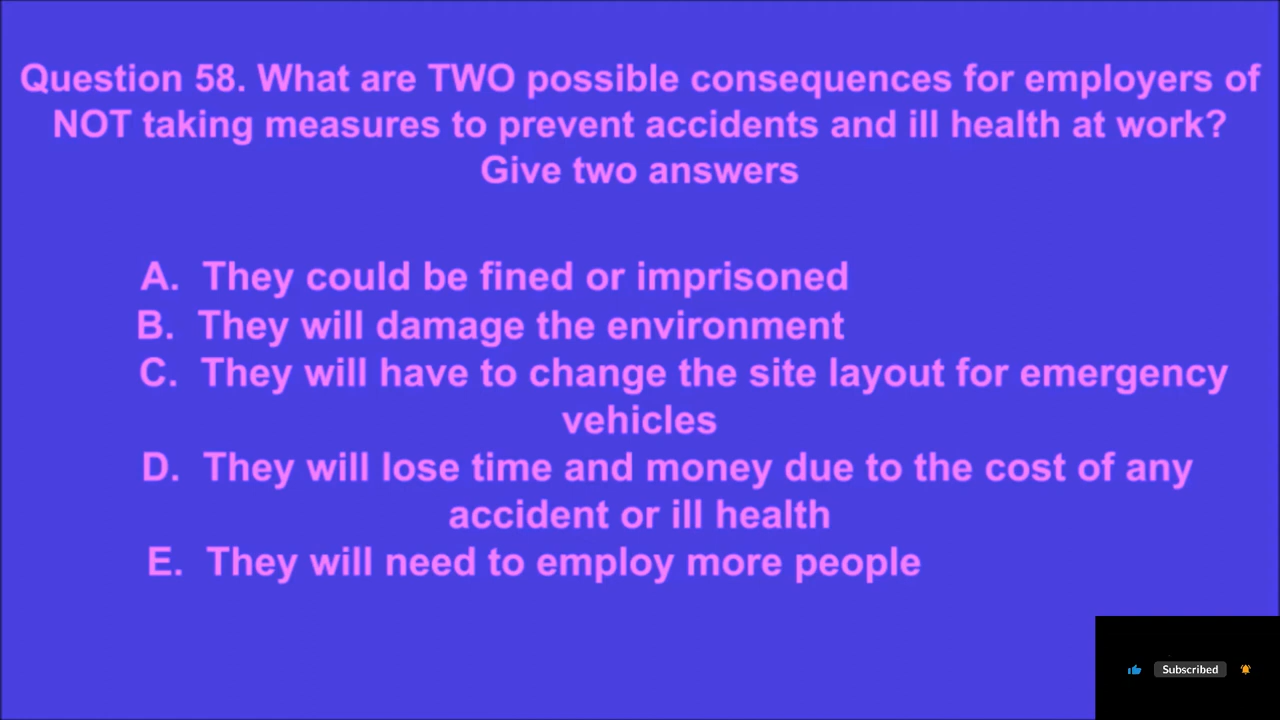 Question 58. What are TWO possible consequences for employers of
NOT taking measures to prevent accidents and ill health at work?
Give two answers
A. They could be fined or imprisoned
B. They will damage the environment
C. They will have to change the site layout for emergency
vehicles
D. They will lose time and money due to the cost of any
accident or ill health
E. They will need to employ more people
Subscribed